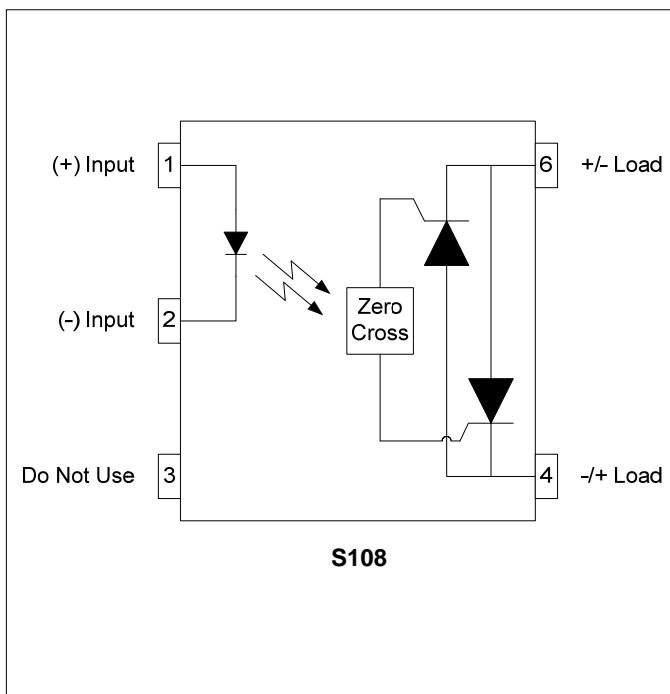 (+) Input
1
6
+/- Load
Zero
Cross
(-) Input
2
Do Not Use
3
4
-/+ Load
S108